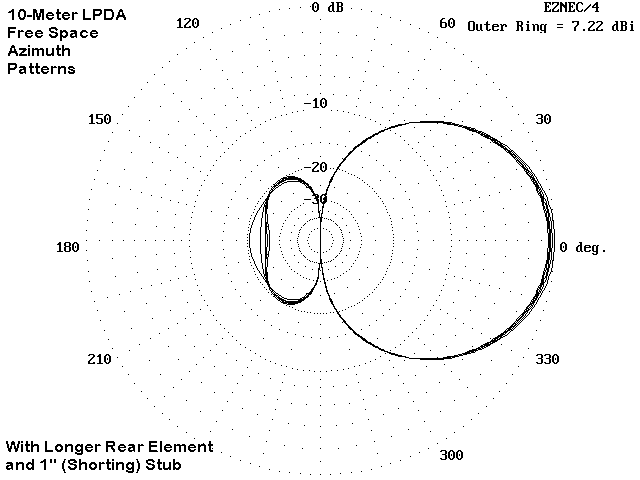 10-Meter LPDA
Free Space
Azimuth
Patterns
0 dB
EZNEC/4
Outer Ring = 7.22 dBi
120
60
-10
150
30
-20
-30
180
0 deg.
210
330
300
With Longer Rear Element
and 1" (Shorting) Stub